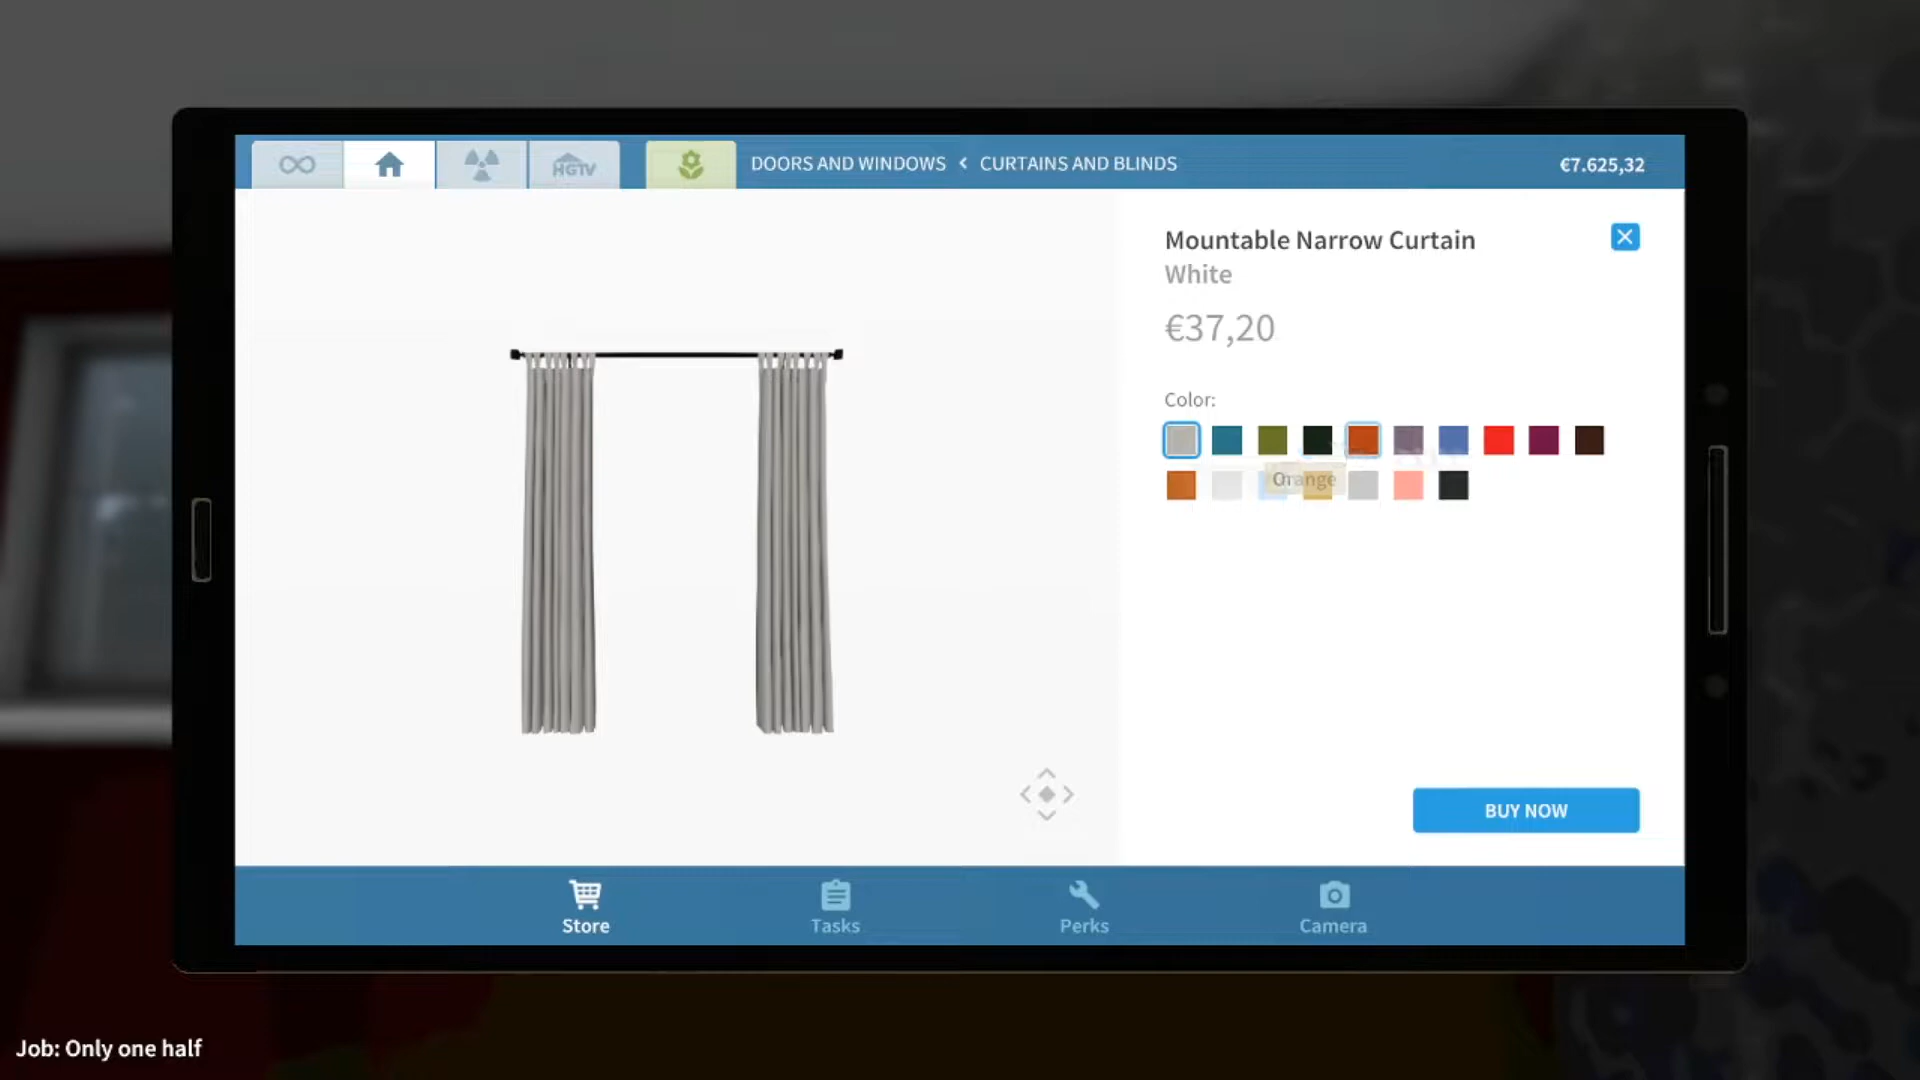 HGTV
DOORS AND WINDOWS < CURTAINS AND BLINDS
€7.625,32
Mountable Narrow Curtain
White
€37,20
Color:
Orange
BUY NOW
Store
Tasks
Perks
Camera
Job: Only one half